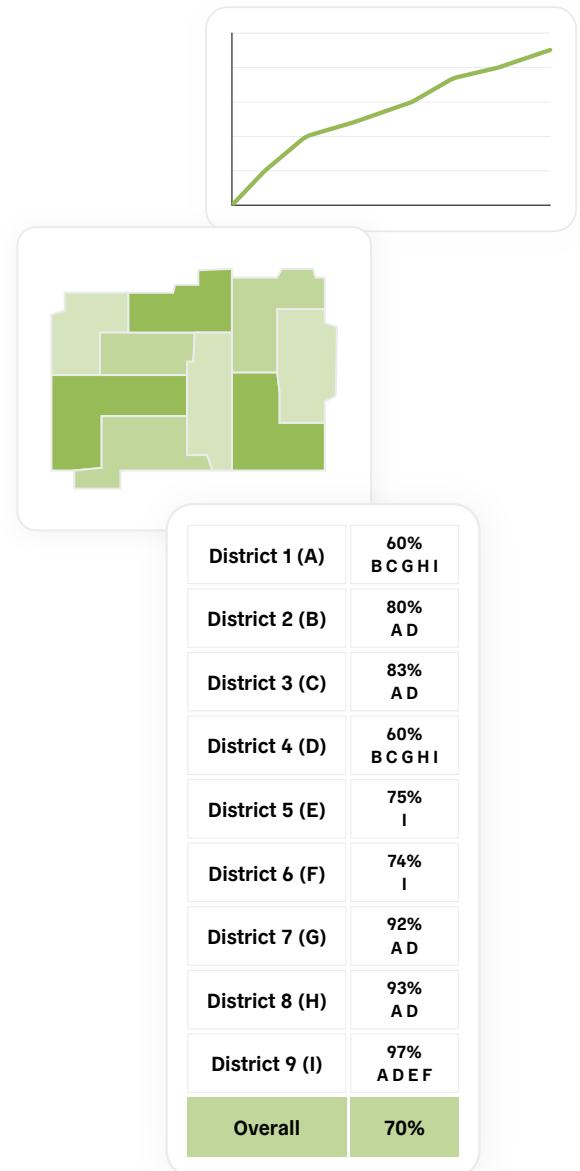 District 1 (A)
60%
B C G H I
District 2 (B)
80%
A D
District 3 (C)
83%
A D
District 4 (D)
60%
B C G H I
District 5 (E)
75%
I
District 6 (F)
74%
I
District 7 (G)
92%
A D
District 8 (H)
93%
A D
District 9 (I)
97%
A D E F
Overall
70%